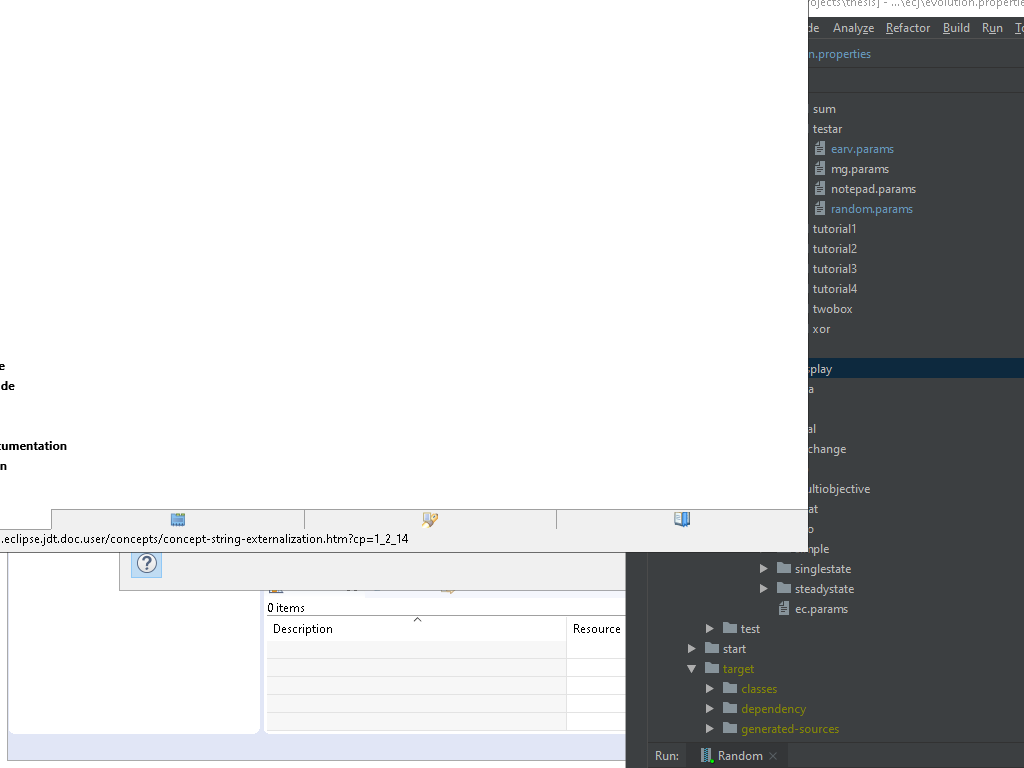 rojects\thesis] - ...\ecj\evolution.properties
de Analyze Refactor Build Run To
n.properties
sum
testar
earv.params
mg.params
notepad.params
random.params
tutorial1
tutorial2
tutorial3
tutorial4
twobox
xor
e
splay
de
a
al
cumentation
change
n
ultiobjective
at
o
.eclipse.jdt.doc.user/concepts/concept-string-externalization.htm?cp=1_2_14
mple
singlestate
steadystate
0 items
ec.params
Description Resource
test
start
target
classes
dependency
generated-sources
Run: Random